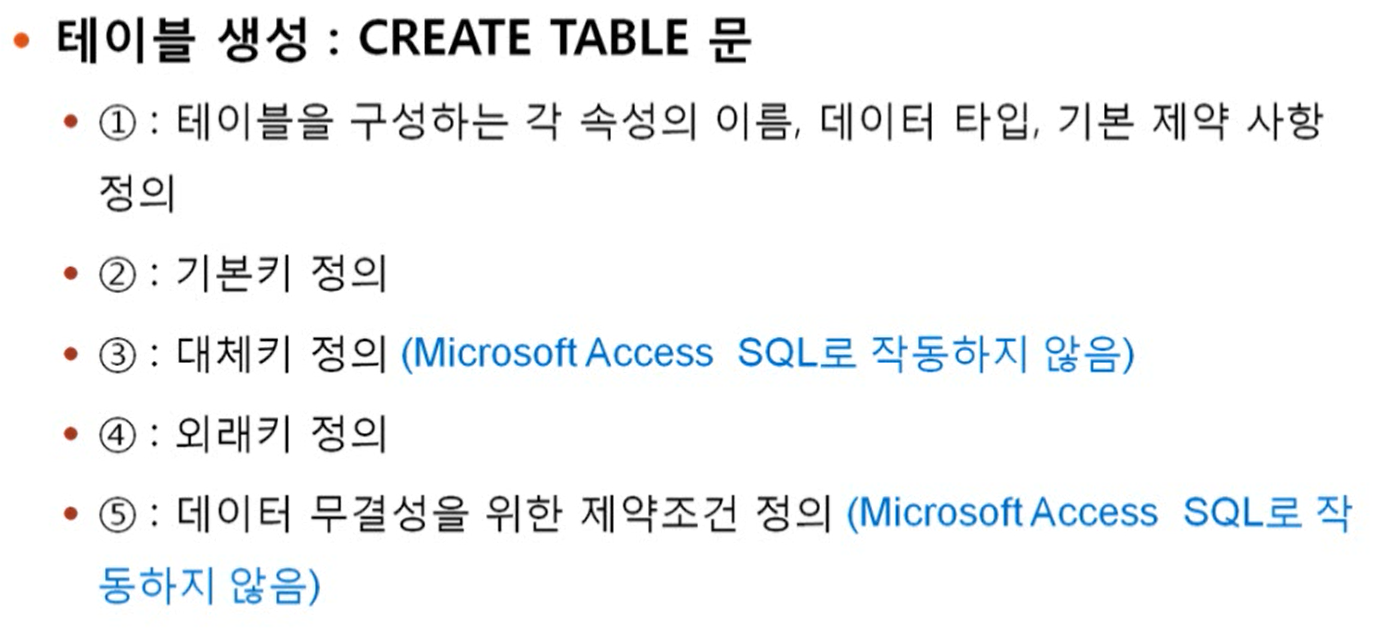 • 테이블 생성 : CREATE TABLE 문
• ① : 테이블을 구성하는 각 속성의 이름, 데이터 타입, 기본 제약 사항
정의
• ② : 기본키 정의
• ③ : 대체키 정의 (Microsoft Access SQL로 작동하지 않음)
• ④ : 외래키 정의
• ⑤ : 데이터 무결성을 위한 제약조건 정의 (Microsoft Access SQL로 작
동하지 않음)